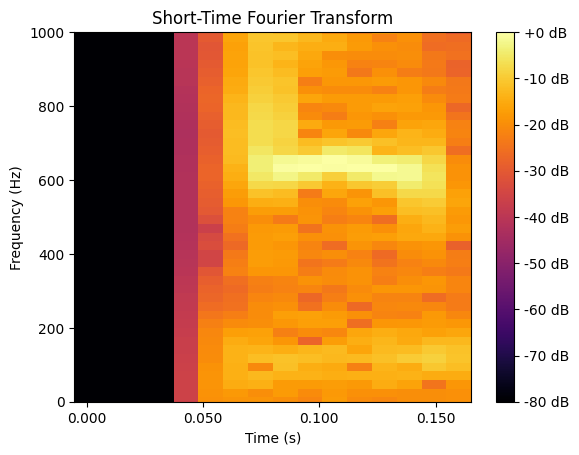 Short-Time Fourier Transform
1000
800
600
400
200
0
Frequency (Hz)
0.000
0.050
0.100
0.150
Time (s)
+0 dB
-10 dB
-20 dB
-30 dB
-40 dB
-50 dB
-60 dB
-70 dB
-80 dB